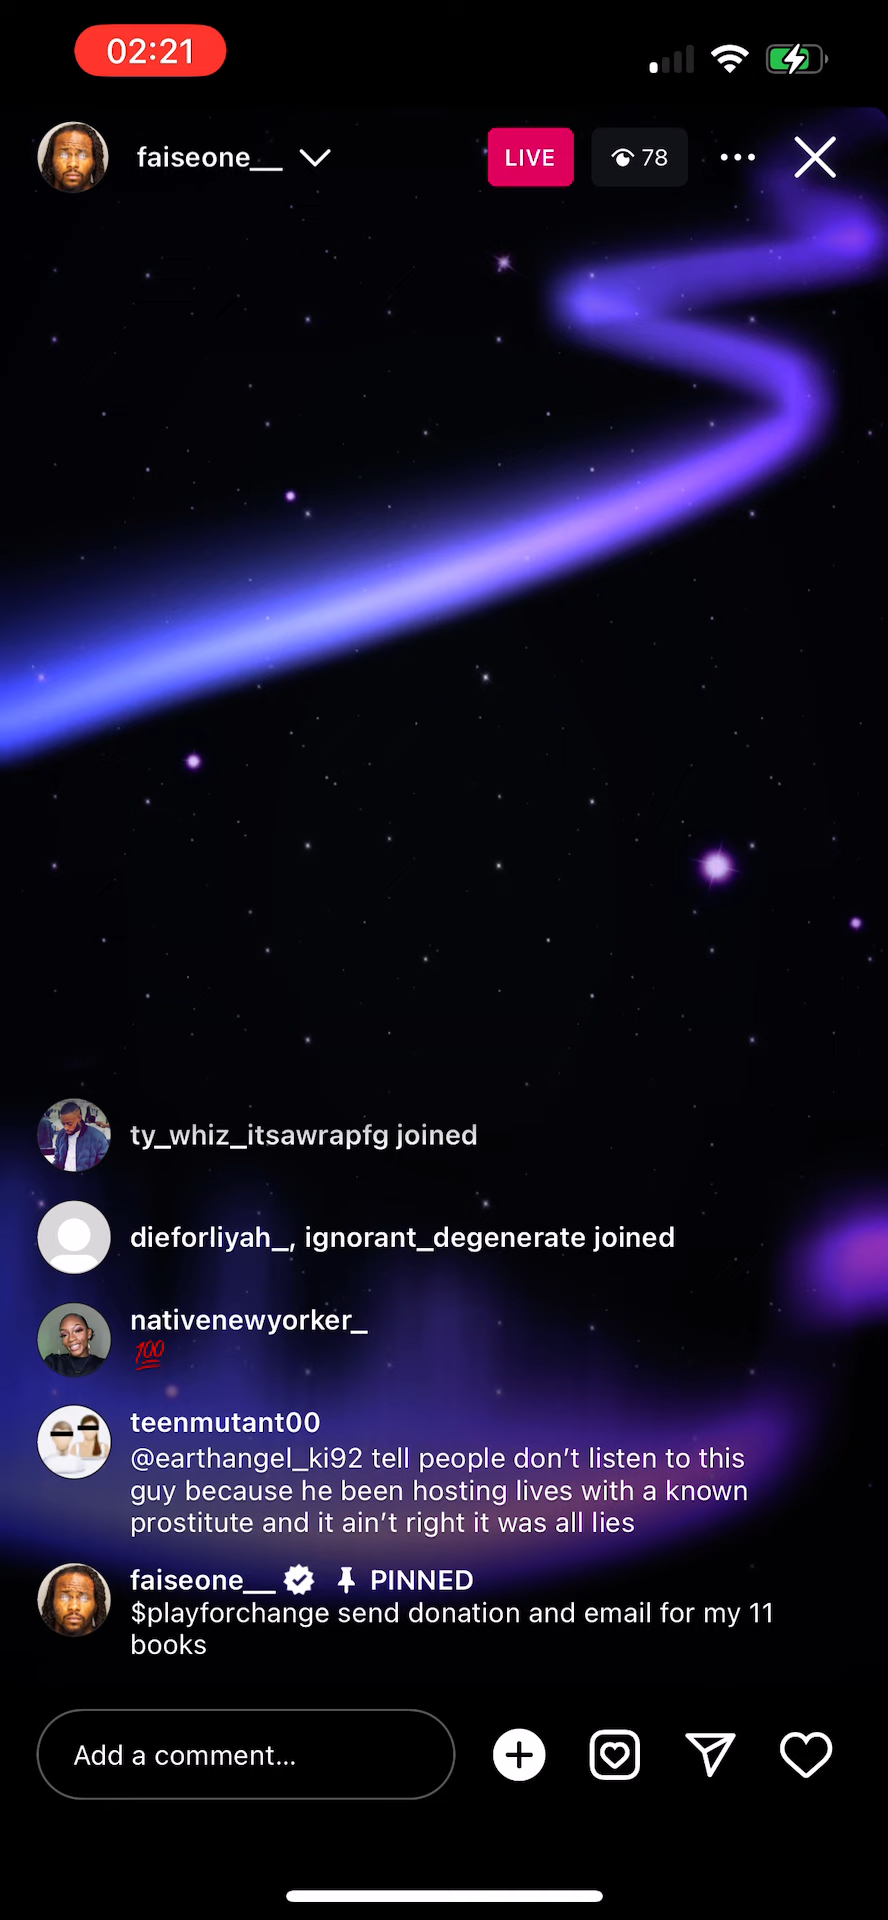 02:21
faiseone__
LIVE
78
ty_whiz_itsawrapfg joined
dieforliyah_, ignorant_degenerate joined
nativenewyorker_
💯
teenmutant00
@earthangel_ki92 tell people don’t listen to this
guy because he been hosting lives with a known
prostitute and it ain’t right it was all lies
faiseone__ PINNED
$playforchange send donation and email for my 11
books
Add a comment...